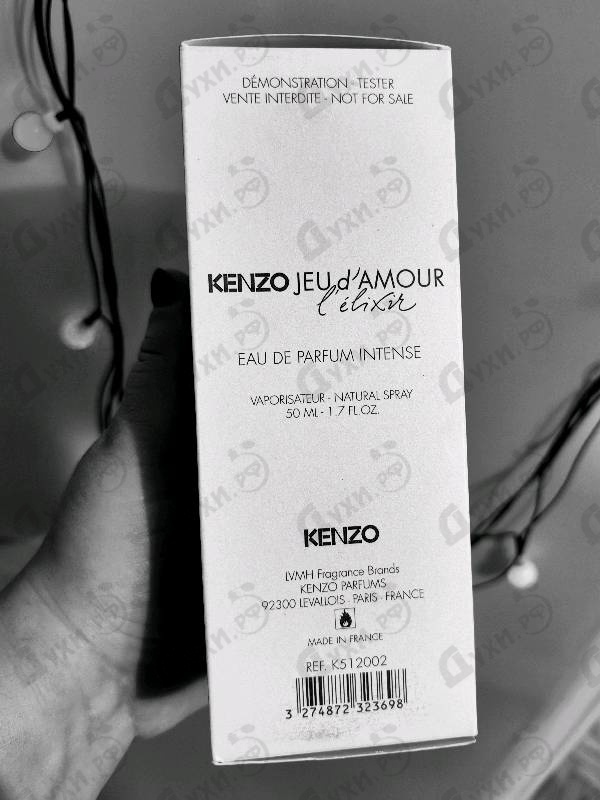 DÉMONSTRATION - TESTER
VENTE INTERDITE - NOT FOR SALE
KENZO JEU d'AMOUR
l'élixir
EAU DE PARFUM INTENSE
VAPORISATEUR - NATURAL SPRAY
50 ML - 1.7 FL.OZ.
KENZO
LVMH Fragrance Brands
KENZO PARFUMS
92300 LEVALLOIS - PARIS - FRANCE
MADE IN FRANCE
REF. K512002
3 274872 323698
Духи.РФ